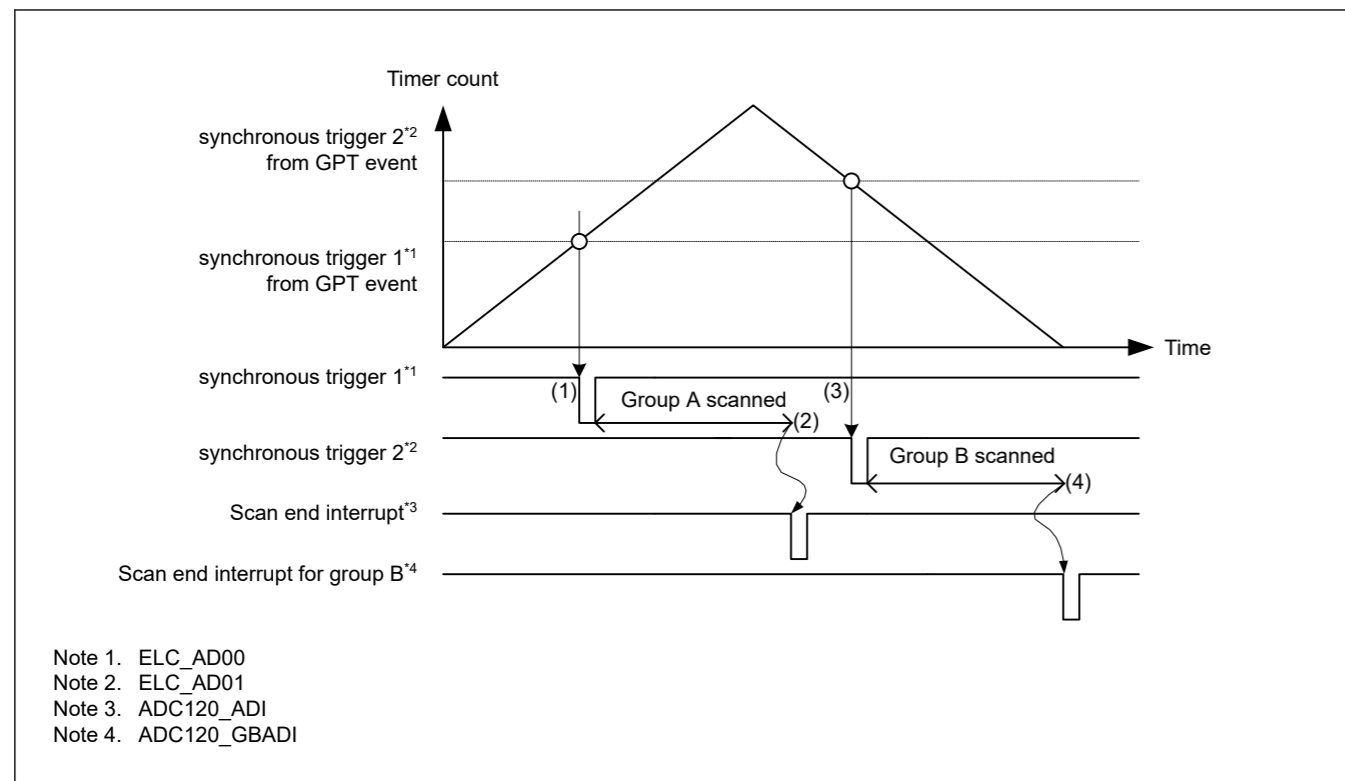 Timer count
synchronous trigger 2*2
from GPT event
synchronous trigger 1*1
from GPT event
Time
synchronous trigger 1*1
(1)
Group A scanned
(2)
(3)
synchronous trigger 2*2
Group B scanned
(4)
Scan end interrupt*3
Scan end interrupt for group B*4
Note 1. ELC_AD00
Note 2. ELC_AD01
Note 3. ADC120_ADI
Note 4. ADC120_GBADI